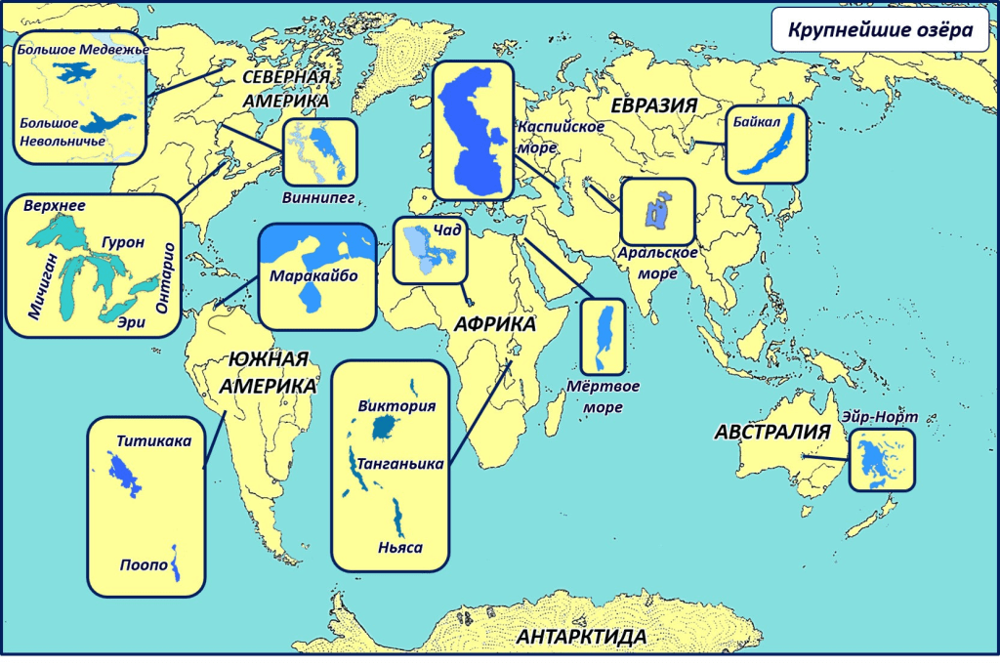 Крупнейшие озёра
Большое Медвежье
Большое
Невольничье
СЕВЕРНАЯ
АМЕРИКА
Виннипег
Верхнее
Гурон
Мичиган
Онтарио
Эри
Маракайбо
ЮЖНАЯ
АМЕРИКА
Титикака
Поопо
Каспийское
море
ЕВРАЗИЯ
Байкал
Аральское
море
Чад
АФРИКА
Мёртвое
море
Виктория
Танганьика
Ньяса
АВСТРАЛИЯ
Эйр-Норт
АНТАРКТИДА